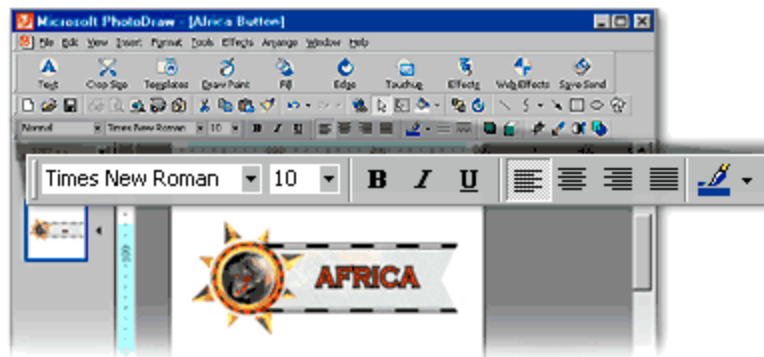 Microsoft PhotoDraw - [Africa Button]
File Edit View Insert Format Tools Effects Arrange Window Help
Text Crop Size Templates Draw Paint Fill Edge Touchup Effects Web Effects Save Send
Normal Times New Roman 10 B I U
Times New Roman 10 B I U
AFRICA